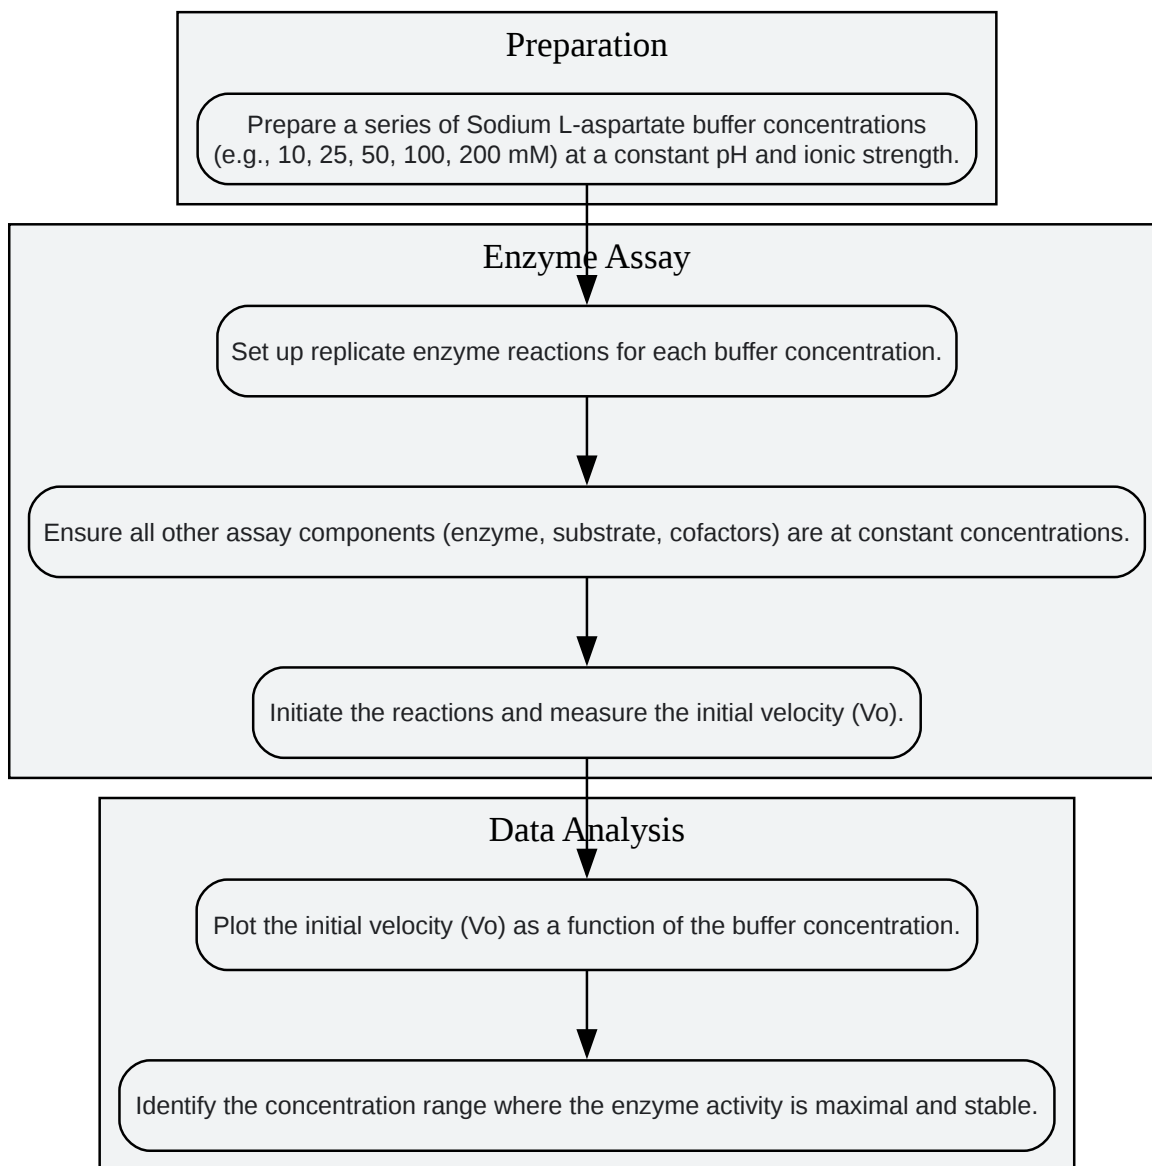 Preparation
Prepare a series of Sodium L-aspartate buffer concentrations
(e.g., 10, 25, 50, 100, 200 mM) at a constant pH and ionic strength.
Enzyme Assay
Set up replicate enzyme reactions for each buffer concentration.
Ensure all other assay components (enzyme, substrate, cofactors) are at constant concentrations.
Initiate the reactions and measure the initial velocity (Vo).
Data Analysis
Plot the initial velocity (Vo) as a function of the buffer concentration.
Identify the concentration range where the enzyme activity is maximal and stable.